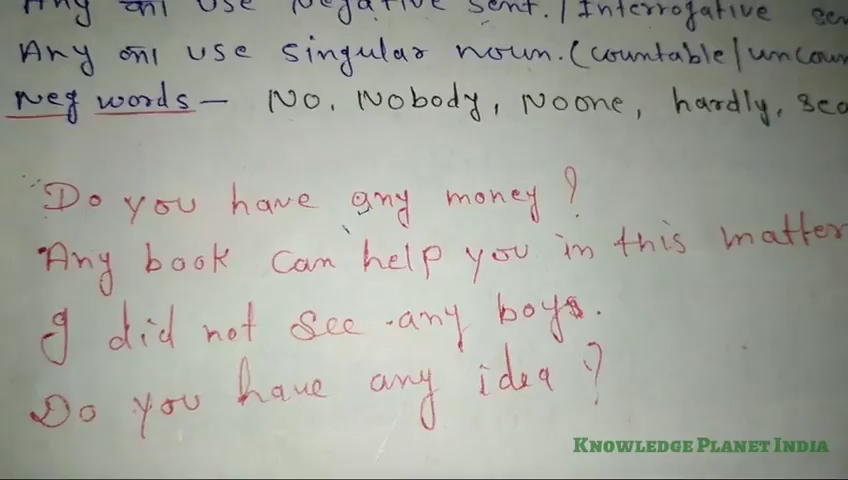 Any का use Negative sent. / Interrogative
Any का use singular noun. (countable/uncoun
Neg words – No, Nobody, Noone, hardly, sca
Do you have any money?
Any book can help you in this matter
I did not see any boys.
Do you have any idea?
KNOWLEDGE PLANET INDIA